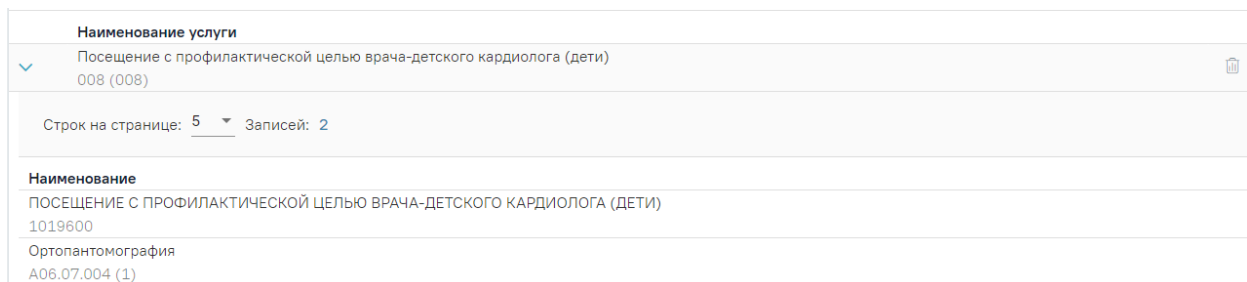 Наименование услуги
Посещение с профилактической целью врача-детского кардиолога (дети)
008 (008)
Строк на странице: 5 Записей: 2
Наименование
ПОСЕЩЕНИЕ С ПРОФИЛАКТИЧЕСКОЙ ЦЕЛЬЮ ВРАЧА-ДЕТСКОГО КАРДИОЛОГА (ДЕТИ)
1019600
Ортопантомография
A06.07.004 (1)